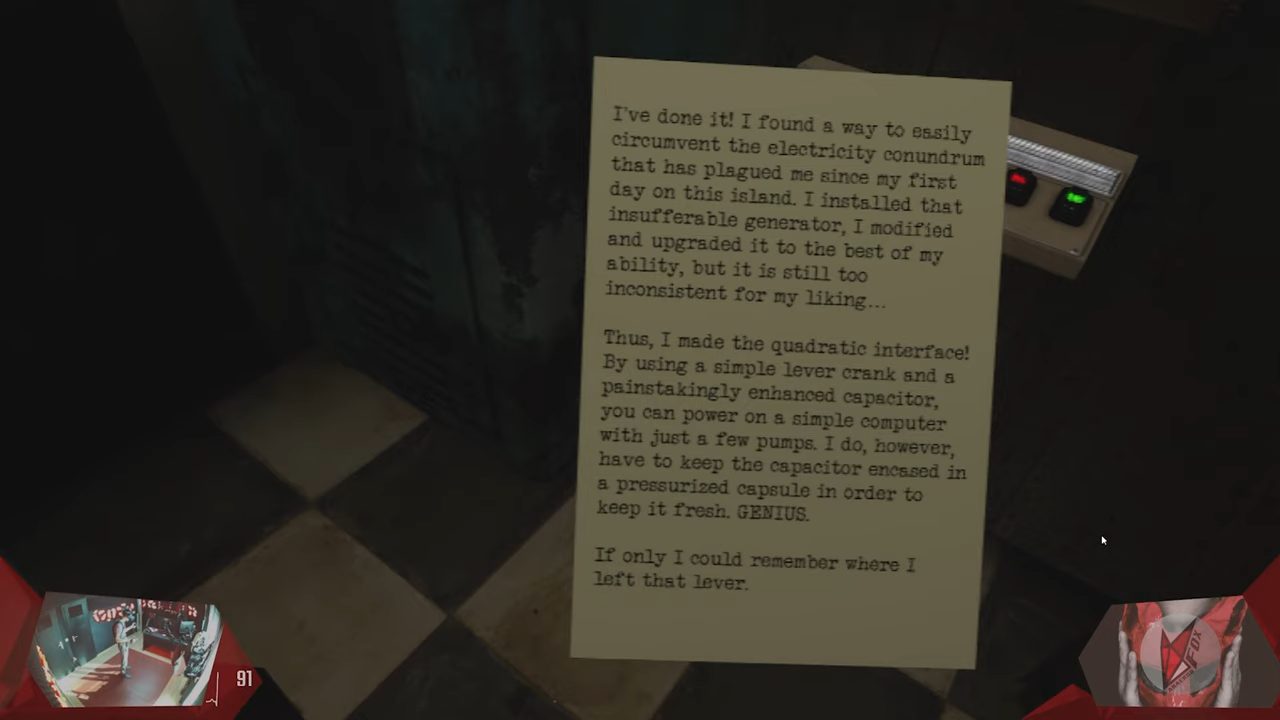 I've done it! I found a way to easily
circumvent the electricity conundrum
that has plagued me since my first
day on this island. I installed that
insufferable generator, I modified
and upgraded it to the best of my
ability, but it is still too
inconsistent for my liking...
Thus, I made the quadratic interface!
By using a simple lever crank and a
painstakingly enhanced capacitor,
you can power on a simple computer
with just a few pumps. I do, however,
have to keep the capacitor encased in
a pressurized capsule in order to
keep it fresh. GENIUS.
If only I could remember where I
left that lever.
91
FOX